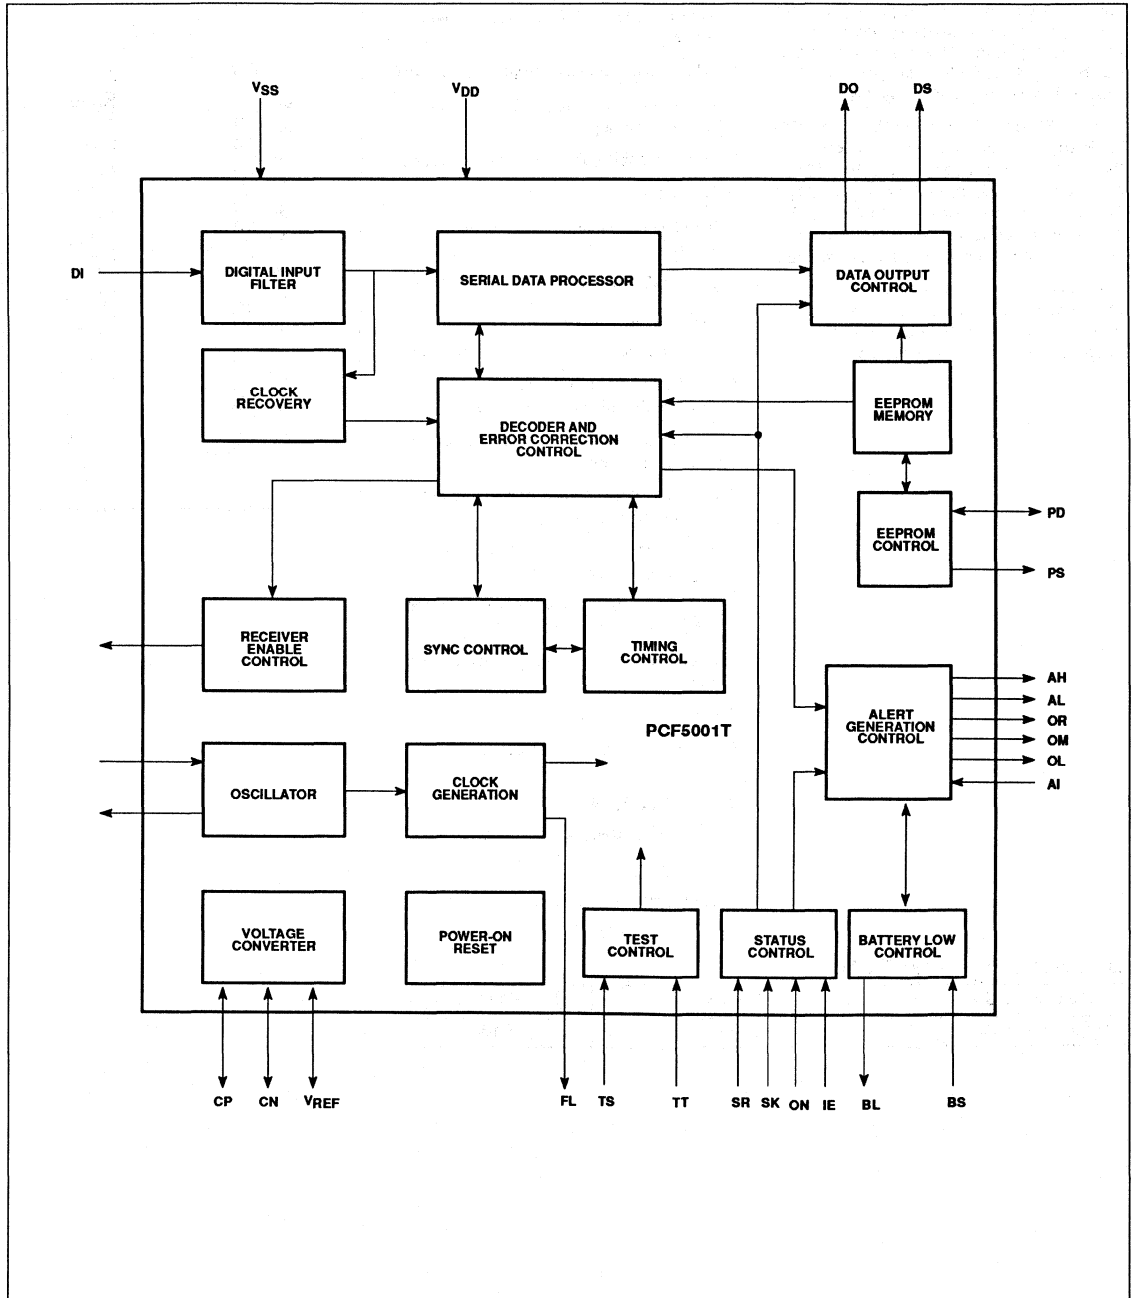 VSS
VDD
DO
DS
DI
DIGITAL INPUT
FILTER
SERIAL DATA PROCESSOR
DATA OUTPUT
CONTROL
CLOCK
RECOVERY
DECODER AND
ERROR CORRECTION
CONTROL
EEPROM
MEMORY
EEPROM
CONTROL
PD
PS
RECEIVER
ENABLE
CONTROL
SYNC CONTROL
TIMING
CONTROL
ALERT
GENERATION
CONTROL
AH
AL
OR
OM
OL
AI
PCF5001T
OSCILLATOR
CLOCK
GENERATION
VOLTAGE
CONVERTER
POWER-ON
RESET
TEST
CONTROL
STATUS
CONTROL
BATTERY LOW
CONTROL
CP
CN
VREF
FL
TS
TT
SR
SK
ON
IE
BL
BS